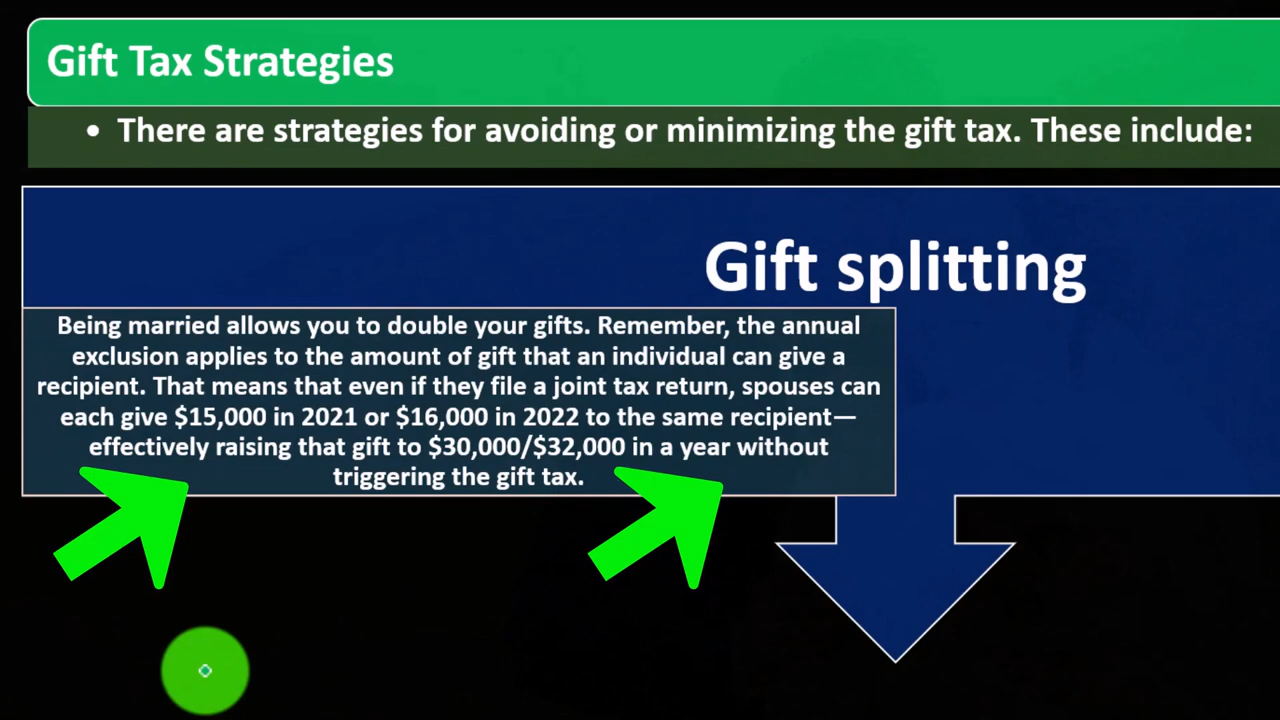 Gift Tax Strategies
• There are strategies for avoiding or minimizing the gift tax. These include:
Gift splitting
Being married allows you to double your gifts. Remember, the annual
exclusion applies to the amount of gift that an individual can give a
recipient. That means that even if they file a joint tax return, spouses can
each give $15,000 in 2021 or $16,000 in 2022 to the same recipient—
effectively raising that gift to $30,000/$32,000 in a year without
triggering the gift tax.